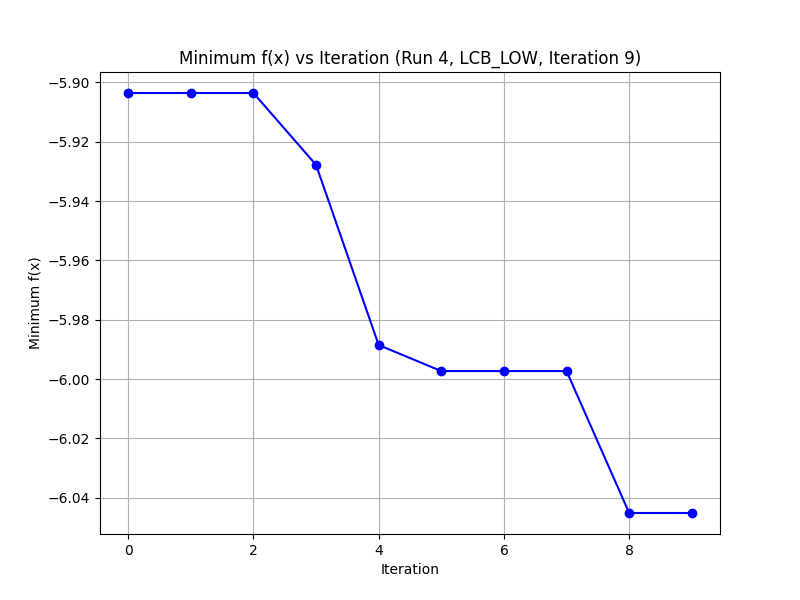 Minimum f(x) vs Iteration (Run 4, LCB_LOW, Iteration 9)
Minimum f(x)
−5.90
−5.92
−5.94
−5.96
−5.98
−6.00
−6.02
−6.04
0 2 4 6 8
Iteration